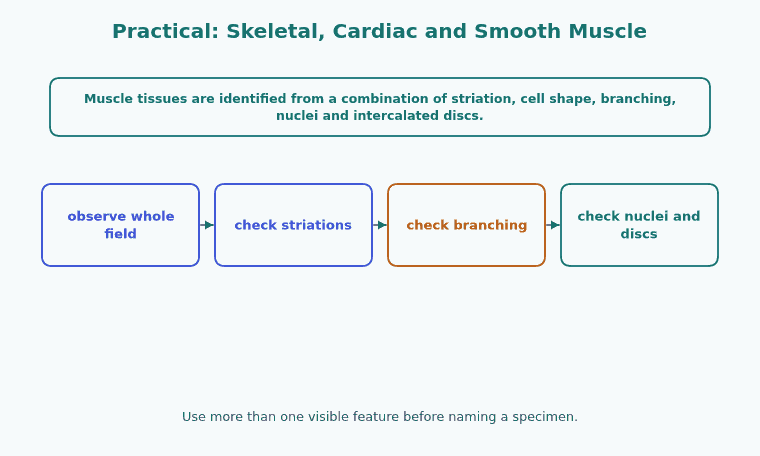 Practical: Skeletal, Cardiac and Smooth Muscle
Muscle tissues are identified from a combination of striation, cell shape, branching,
nuclei and intercalated discs.
observe whole
field
check striations
check branching
check nuclei and
discs
Use more than one visible feature before naming a specimen.